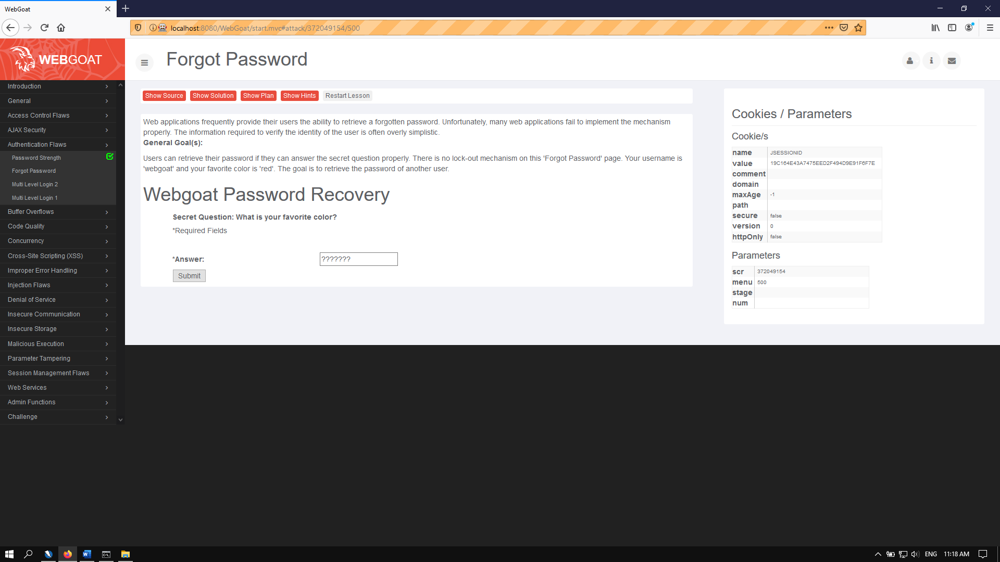 WebGoat
localhost:8080/WebGoat/start.mvc#attack/372049154/500
WEBGOAT
Forgot Password
Introduction
General
Access Control Flaws
AJAX Security
Authentication Flaws
Password Strength
Forgot Password
Multi Level Login 2
Multi Level Login 1
Buffer Overflows
Code Quality
Concurrency
Cross-Site Scripting (XSS)
Improper Error Handling
Injection Flaws
Denial of Service
Insecure Communication
Insecure Storage
Malicious Execution
Parameter Tampering
Session Management Flaws
Web Services
Admin Functions
Challenge
Show Source Show Solution Show Plan Show Hints Restart Lesson
Web applications frequently provide their users the ability to retrieve a forgotten password. Unfortunately, many web applications fail to implement the mechanism
properly. The information required to verify the identity of the user is often overly simplistic.
General Goal(s):
Users can retrieve their password if they can answer the secret question properly. There is no lock-out mechanism on this 'Forgot Password' page. Your username is
'webgoat' and your favorite color is 'red'. The goal is to retrieve the password of another user.
Webgoat Password Recovery
Secret Question: What is your favorite color?
*Required Fields
*Answer: ???????
Submit
Cookies / Parameters
Cookie/s
name JSESSIONID
value 19C164E43A7475EED2F494D9E91F6F7E
comment
domain
maxAge -1
path
secure false
version 0
httpOnly false
Parameters
scr 372049154
menu 500
stage
num
ENG 11:18 AM